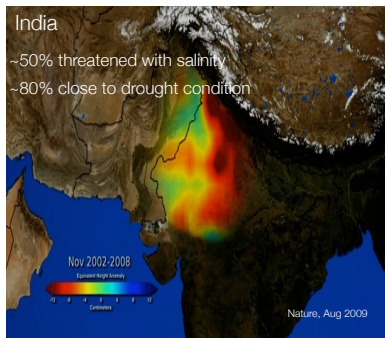 India
~50% threatened with salinity
~80% close to drought condition
Nov 2002-2008
Equivalent Height Anomaly
-12 -8 -4 0 4 8 12
Centimeters
Nature, Aug 2009